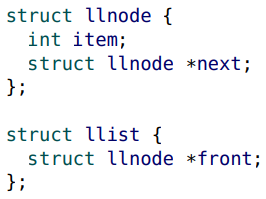 struct llnode {
  int item;
  struct llnode *next;
};

struct llist {
  struct llnode *front;
};